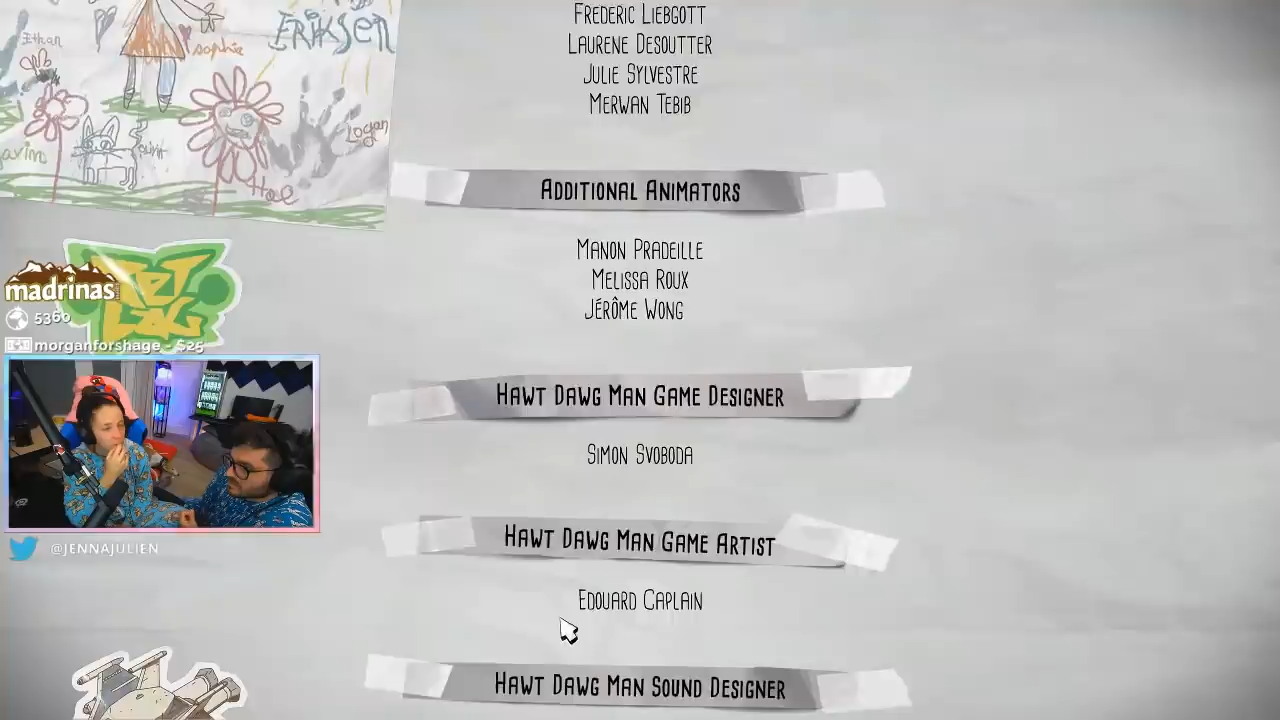 FREDERIC LIEBGOTT
LAURENE DESOUTTER
JULIE SYLVESTRE
MERWAN TEBIB
ERIKSEN
Ethan
sophie
Logan
ADDITIONAL ANIMATORS
MANON PRADEILLE
MELISSA ROUX
JÉRÔME WONG
JET
LAG
madrinas
5360
morganforshage - $25
HAWT DAWG MAN GAME DESIGNER
SIMON SVOBODA
HAWT DAWG MAN GAME ARTIST
@JENNAJULIEN
EDOUARD CAPLAIN
HAWT DAWG MAN SOUND DESIGNER